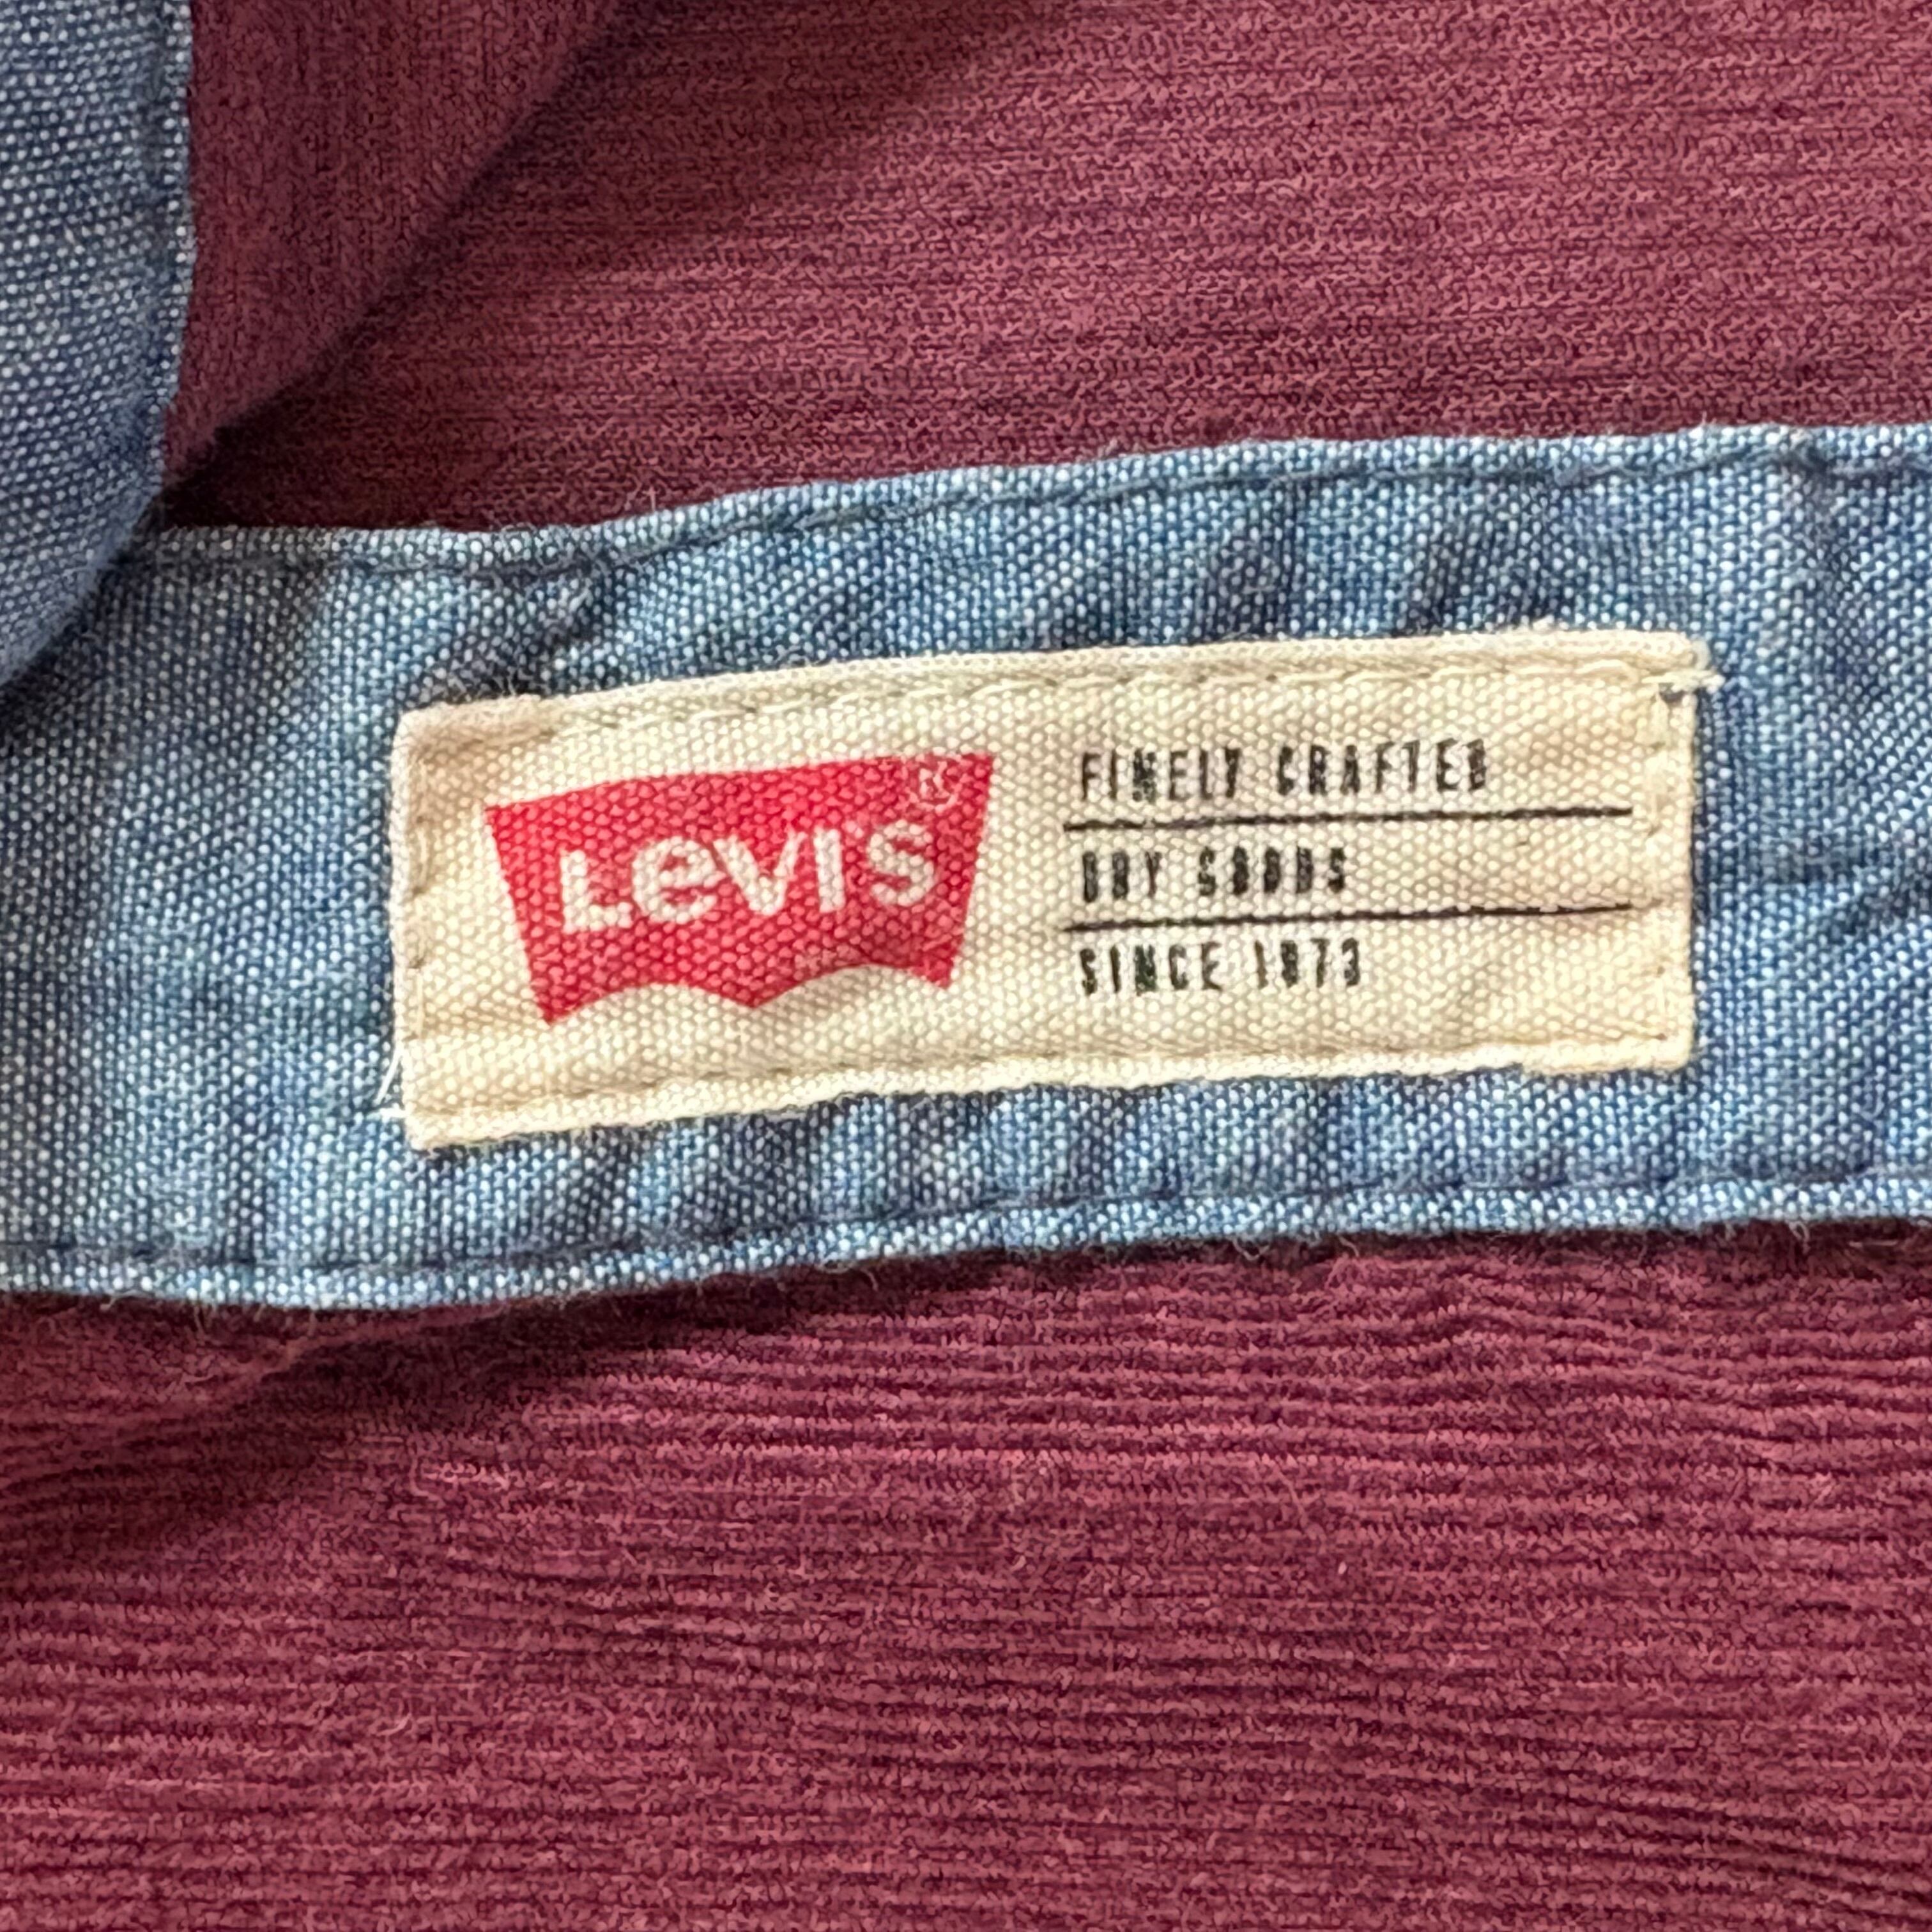 Levi's®
FINELY CRAFTED
DRY GOODS
SINCE 1873